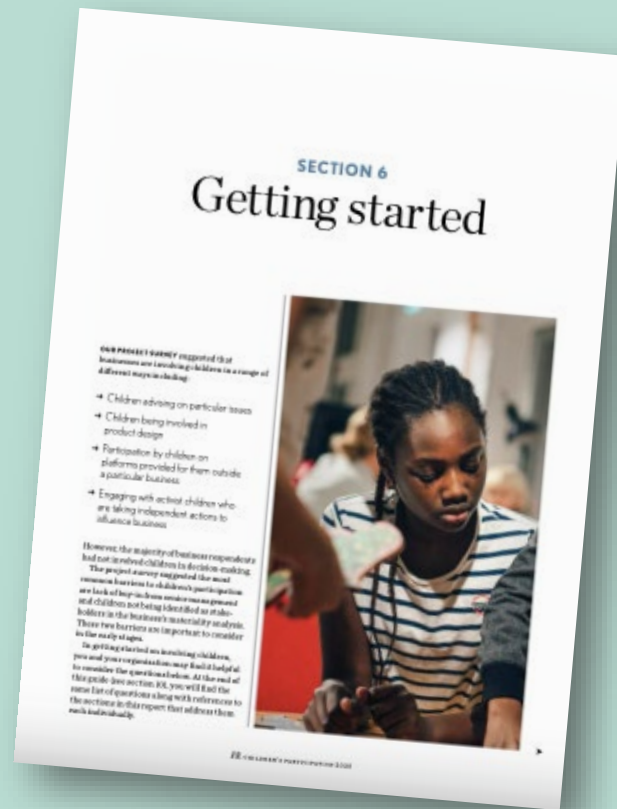 SECTION 6
Getting started
OUR PROJECT SURVEY suggested that
businesses are involving children in a range of
different ways including:
→ Children advising on particular issues
→ Children being involved in
product design
→ Participation by children on
platforms provided for them outside
a particular business
→ Engaging with activist children who
are taking independent actions to
influence business
However, the majority of business respondents
had not involved children in decision-making.
The project survey suggested the most
common barriers to children's participation
are lack of buy-in from senior management
and children not being identified as stake-
holders in the business's materiality analysis.
These two barriers are important to consider
in the early stages.
In getting started on involving children,
you and your organisation may find it helpful
to consider the questions below. At the end of
this guide (see section 10), you will find the
same list of questions along with references to
the sections in this report that address them
each individually.
CHILDREN'S PARTICIPATION